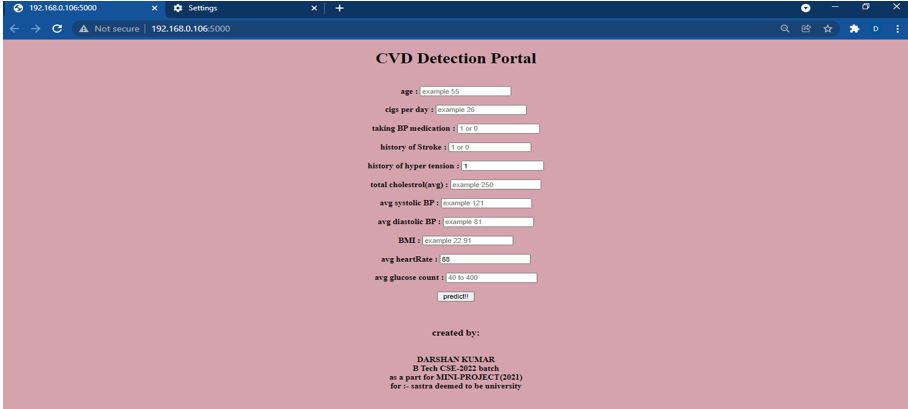 192.168.0.106:5000
Settings
Not secure | 192.168.0.106:5000
D
CVD Detection Portal
age : example 55
cigs per day : example 26
taking BP medication : 1 or 0
history of Stroke : 1 or 0
history of hyper tension : 1
total cholestrol(avg) : example 250
avg systolic BP : example 121
avg diastolic BP : example 81
BMI : example 22.91
avg heartRate : 88
avg glucose count : 40 to 400
predict!!
created by:
DARSHAN KUMAR
B Tech CSE-2022 batch
as a part for MINI-PROJECT(2021)
for :- sastra deemed to be university